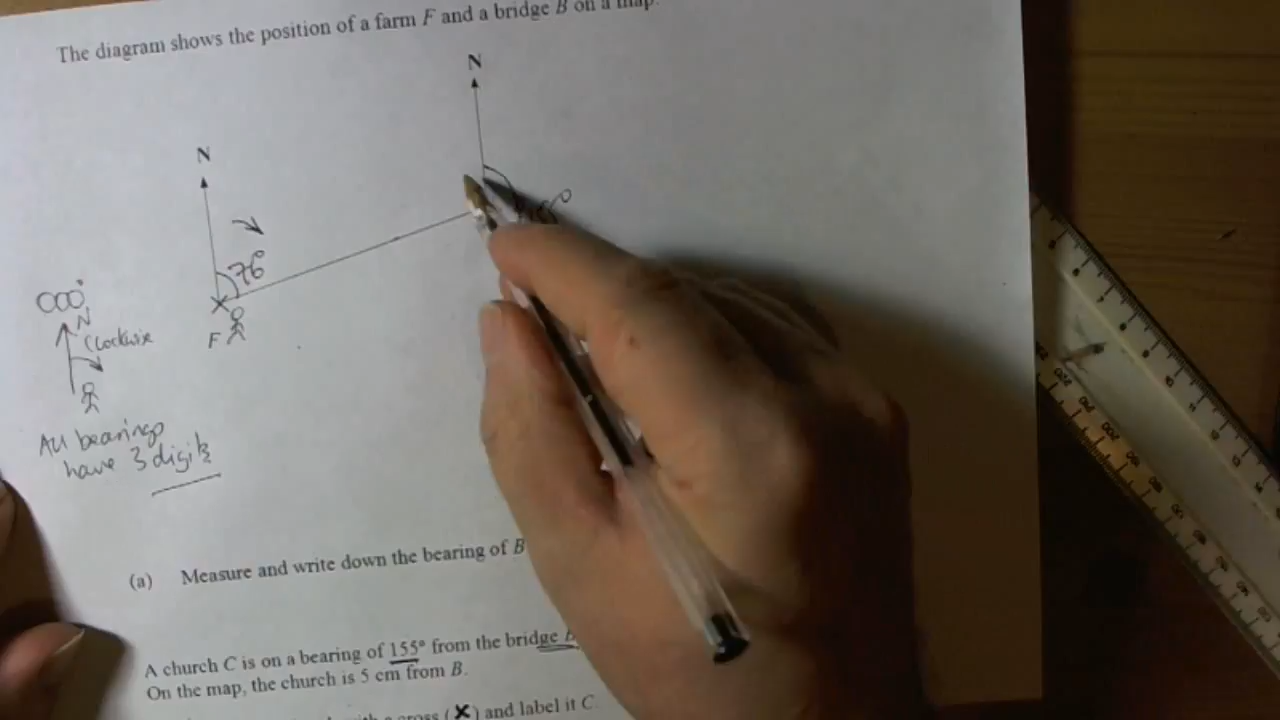 The diagram shows the position of a farm F and a bridge B on a map.
N
N
76°
000°
N
Clockwise
F
All bearings
have 3 digits
(a) Measure and write down the bearing of B
A church C is on a bearing of 155° from the bridge
On the map, the church is 5 cm from B.
with a cross (✗) and label it C.